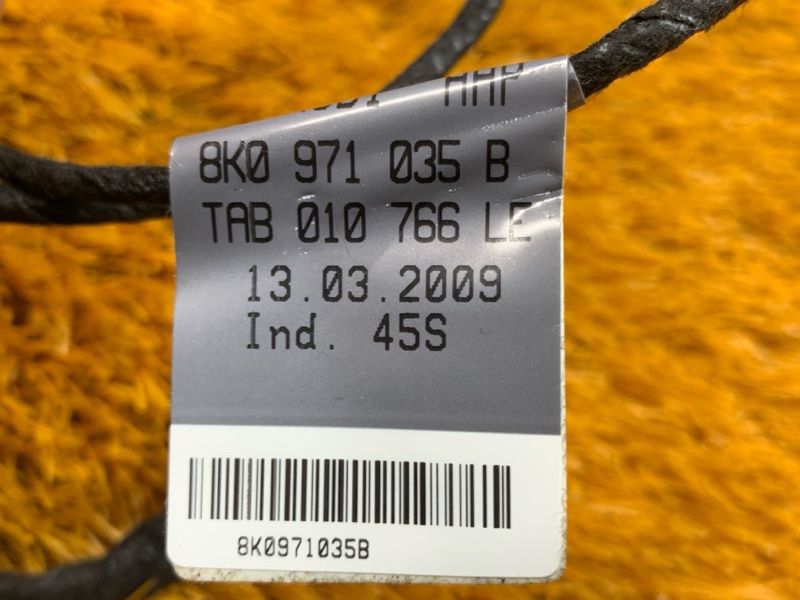 8K0 971 035 B
TAB 010 766 LE
13.03.2009
Ind. 45S
8K0971035B